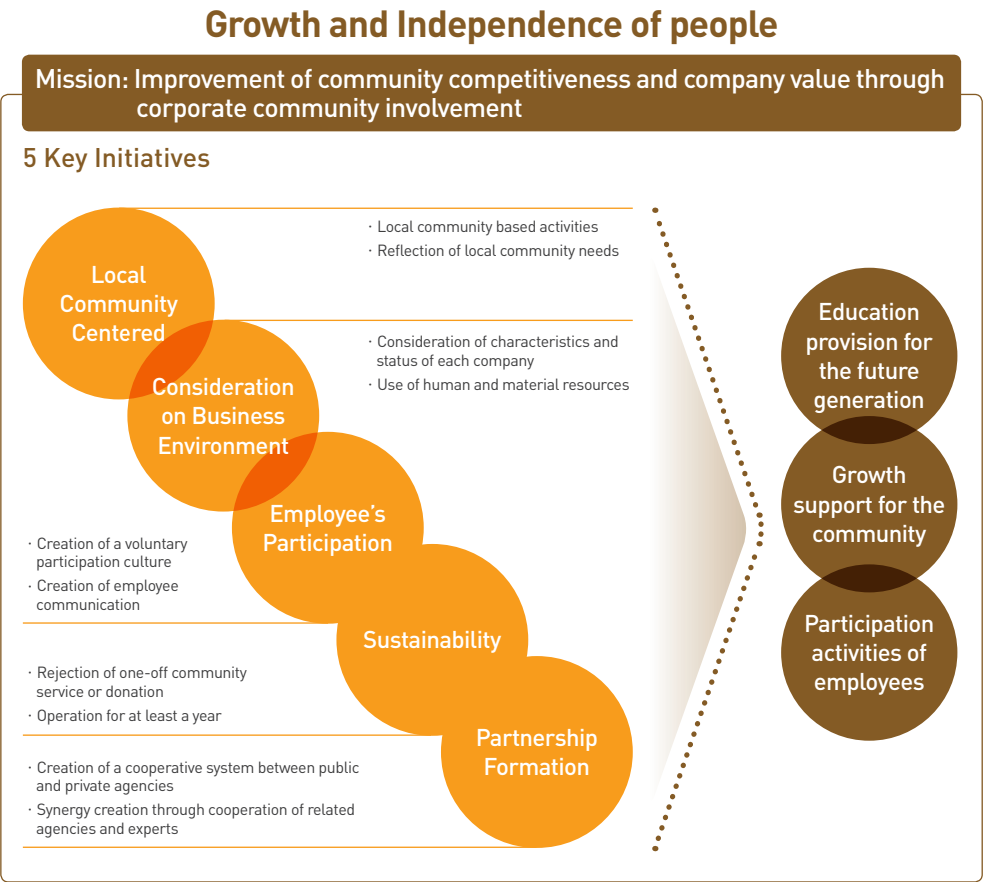 Growth and Independence of people
Mission: Improvement of community competitiveness and company value through
corporate community involvement
5 Key Initiatives
Local
Community
Centered
· Local community based activities
· Reflection of local community needs
Consideration
on Business
Environment
· Consideration of characteristics and
status of each company
· Use of human and material resources
Employee's
Participation
· Creation of a voluntary
participation culture
· Creation of employee
communication
Sustainability
· Rejection of one-off community
service or donation
· Operation for at least a year
Partnership
Formation
· Creation of a cooperative system between public
and private agencies
· Synergy creation through cooperation of related
agencies and experts
Education
provision for
the future
generation
Growth
support for the
community
Participation
activities of
employees